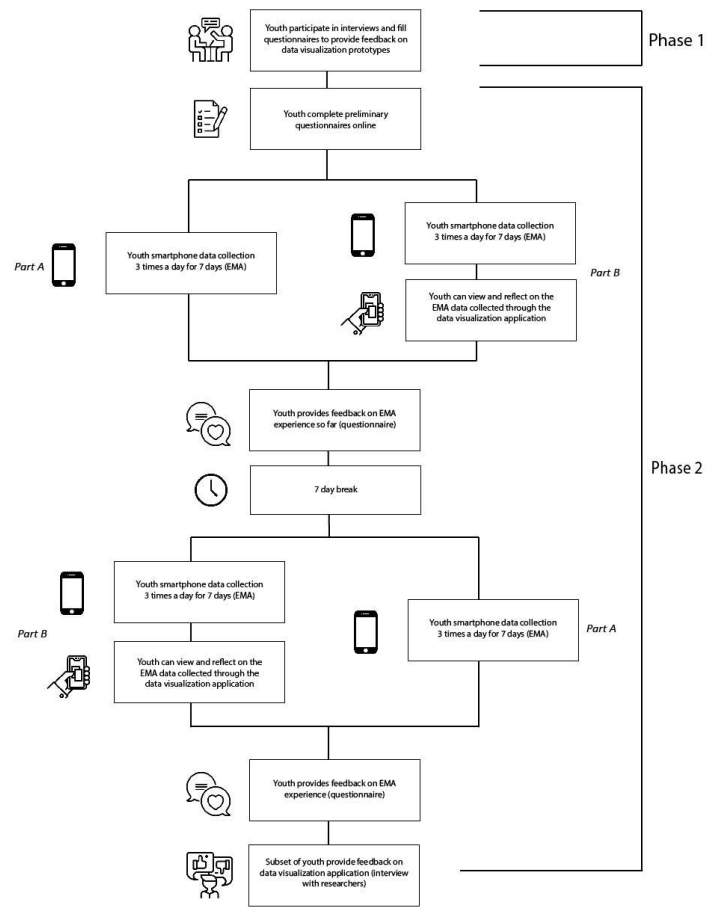 Youth participate in interviews and fill
questionnaires to provide feedback on
data visualization prototypes
Phase 1
Youth complete preliminary
questionnaires online
Part A
Youth smartphone data collection
3 times a day for 7 days (EMA)
Youth smartphone data collection
3 times a day for 7 days (EMA)
Part B
Youth can view and reflect on the
EMA data collected through the
data visualization application
Youth provides feedback on EMA
experience so far (questionnaire)
Phase 2
7 day break
Youth smartphone data collection
3 times a day for 7 days (EMA)
Part B
Youth can view and reflect on the
EMA data collected through the
data visualization application
Youth smartphone data collection
3 times a day for 7 days (EMA)
Part A
Youth provides feedback on EMA
experience (questionnaire)
Subset of youth provide feedback on
data visualization application (interview
with researchers)